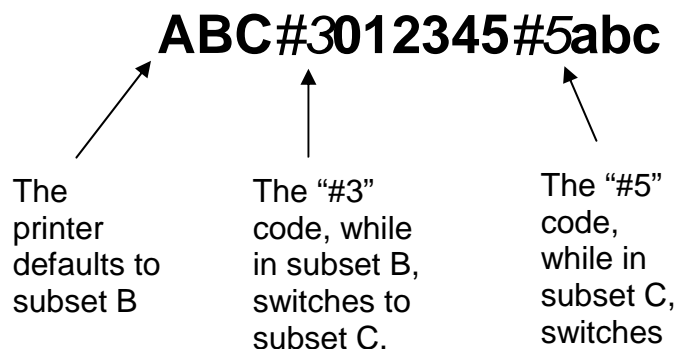 ABC#3012345#5abc
The
printer
defaults to
subset B
The “#3”
code, while
in subset B,
switches to
subset C.
The “#5”
code,
while in
subset C,
switches